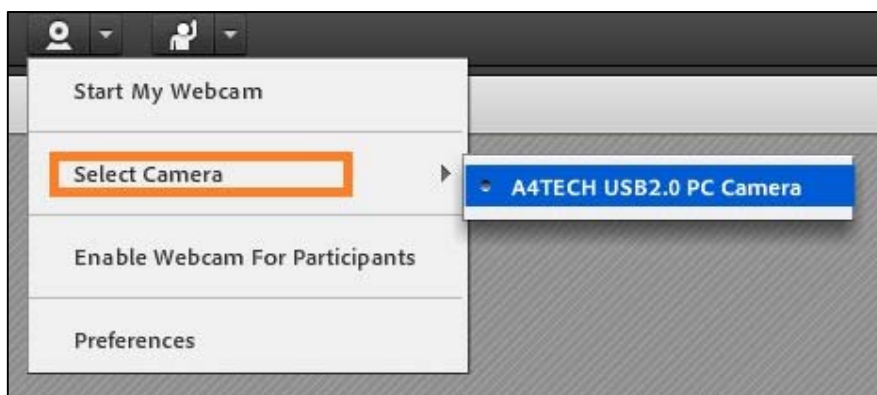 Start My Webcam
Select Camera
A4TECH USB2.0 PC Camera
Enable Webcam For Participants
Preferences